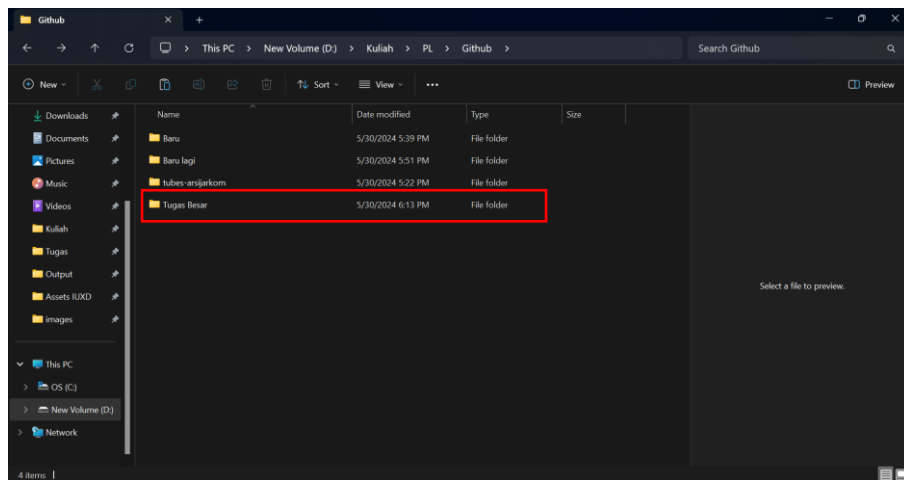 Github
This PC > New Volume (D:) > Kuliah > PL > Github >
Search Github
New
Sort
View
Preview
Downloads
Documents
Pictures
Music
Videos
Kuliah
Tugas
Output
Assets IUXD
images
This PC
OS (C:)
New Volume (D:)
Network
Name Date modified Type Size
Baru 5/30/2024 5:39 PM File folder
Baru lagi 5/30/2024 5:51 PM File folder
tubes-arsijarkom 5/30/2024 5:22 PM File folder
Tugas Besar 5/30/2024 6:13 PM File folder
Select a file to preview.
4 items